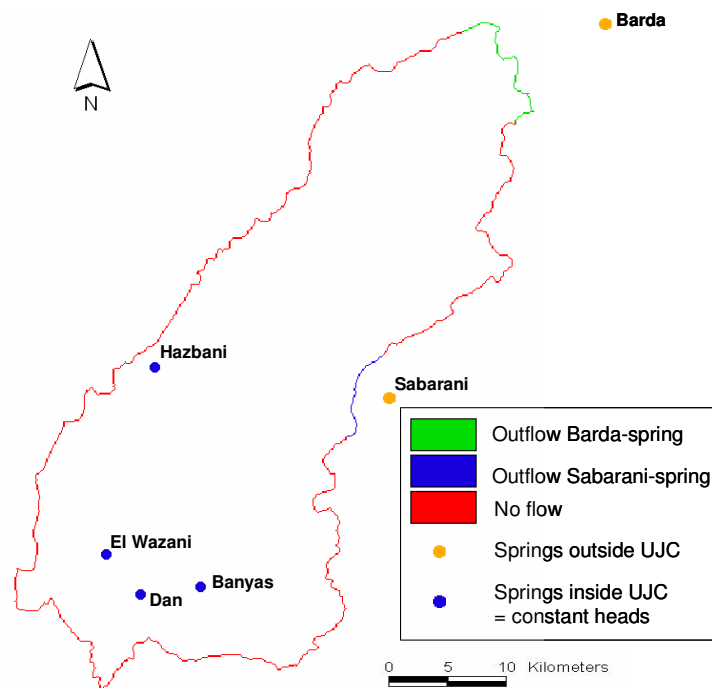 Barda
N
Hazbani
Sabarani
Outflow Barda-spring
Outflow Sabarani-spring
No flow
Springs outside UJC
Springs inside UJC
= constant heads
El Wazani
Banyas
Dan
0 5 10 Kilometers